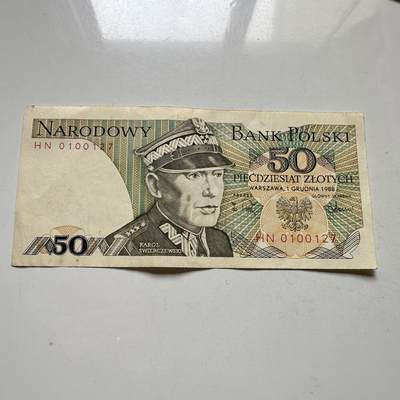 NARODOWY BANK POLSKI
HN 0100127
50
PIĘĆDZIESIĄT ZŁOTYCH
WARSZAWA, 1 GRUDNIA 1988
HN 0100127
50
KAROL
ŚWIERCZEWSKI